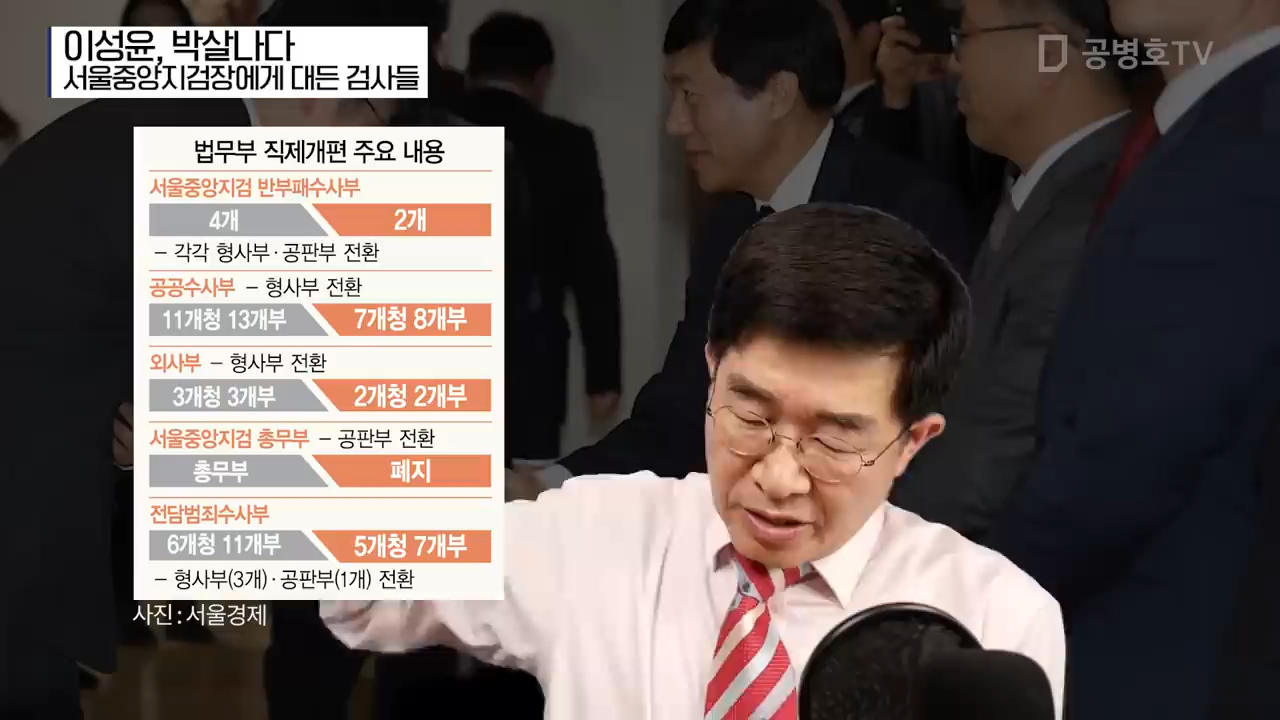 이성윤, 박살나다
서울중앙지검장에게 대든 검사들
공병호TV
법무부 직제개편 주요 내용
서울중앙지검 반부패수사부
4개 2개
– 각각 형사부·공판부 전환
공공수사부 – 형사부 전환
11개청 13개부 7개청 8개부
외사부 – 형사부 전환
3개청 3개부 2개청 2개부
서울중앙지검 총무부 – 공판부 전환
총무부 폐지
전담범죄수사부
6개청 11개부 5개청 7개부
– 형사부(3개)·공판부(1개) 전환
사진 : 서울경제